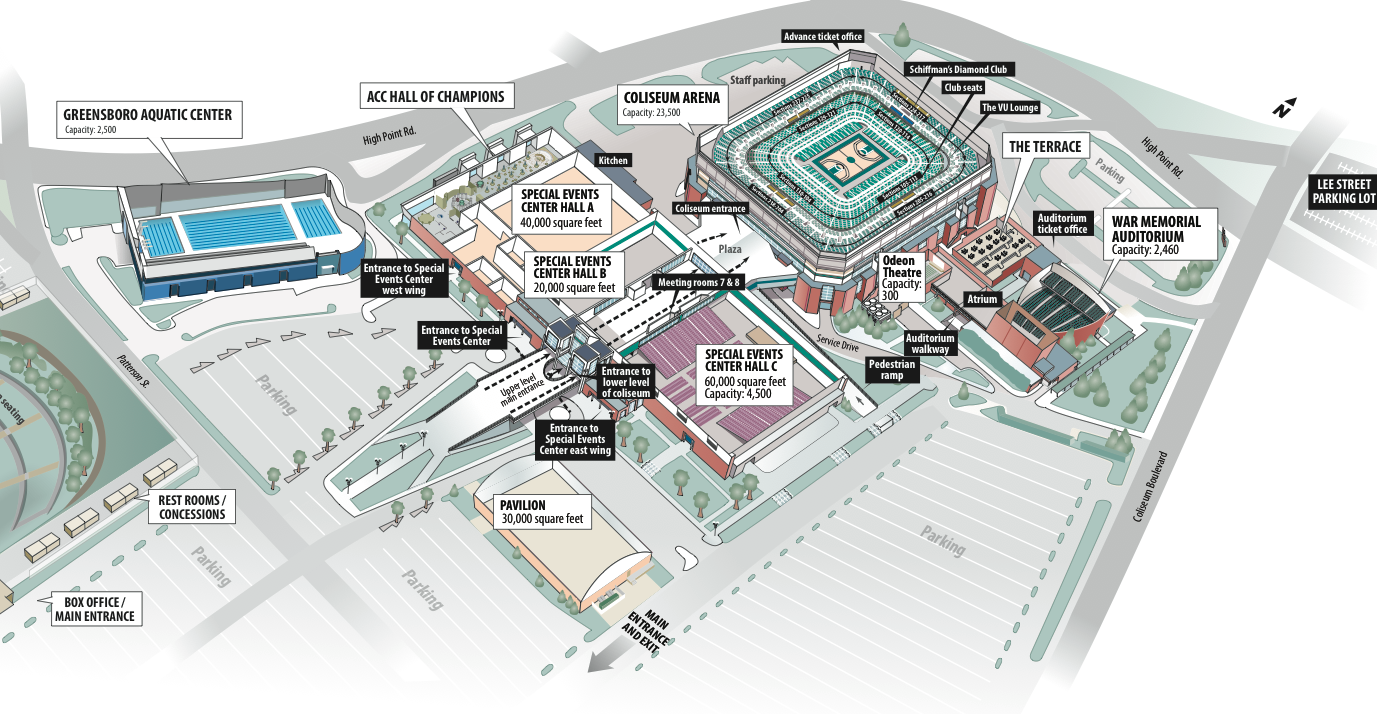 Advance ticket office
Schiffman's Diamond Club
Club seats
The VU Lounge
Staff parking
COLISEUM ARENA
Capacity: 23,500
ACC HALL OF CHAMPIONS
GREENSBORO AQUATIC CENTER
Capacity: 2,500
High Point Rd.
High Point Rd.
N
THE TERRACE
Parking
LEE STREET
PARKING LOT
Kitchen
SPECIAL EVENTS
CENTER HALL A
40,000 square feet
Coliseum entrance
Plaza
Auditorium
ticket office
WAR MEMORIAL
AUDITORIUM
Capacity: 2,460
SPECIAL EVENTS
CENTER HALL B
20,000 square feet
Meeting rooms 7 & 8
Odeon
Theatre
Capacity:
300
Atrium
Entrance to Special
Events Center
west wing
Entrance to Special
Events Center
Auditorium
walkway
Service Drive
Pedestrian
ramp
SPECIAL EVENTS
CENTER HALL C
60,000 square feet
Capacity: 4,500
Entrance to
lower level
of coliseum
Upper level
main entrance
Patterson St.
Parking
seating
Entrance to
Special Events
Center east wing
Coliseum Boulevard
REST ROOMS /
CONCESSIONS
PAVILION
30,000 square feet
Parking
Parking
Parking
BOX OFFICE /
MAIN ENTRANCE
MAIN
ENTRANCE
AND EXIT